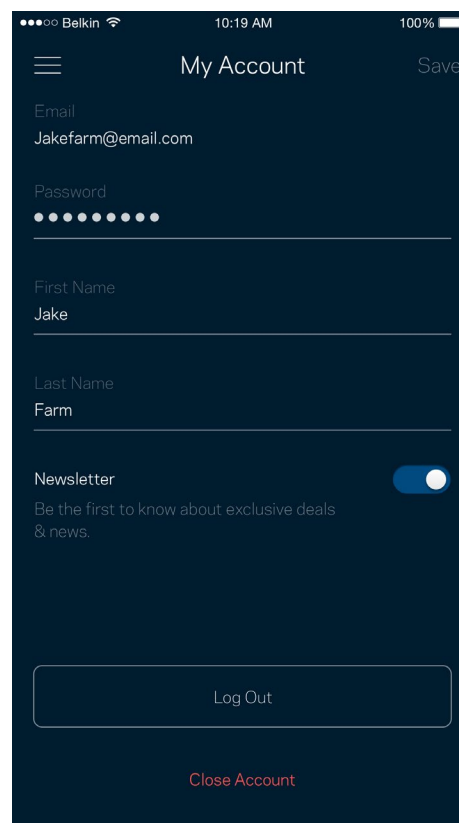 Belkin 10:19 AM 100%
My Account Save
Email
Jakefarm@email.com
Password
First Name
Jake
Last Name
Farm
Newsletter
Be the first to know about exclusive deals
& news.
Log Out
Close Account